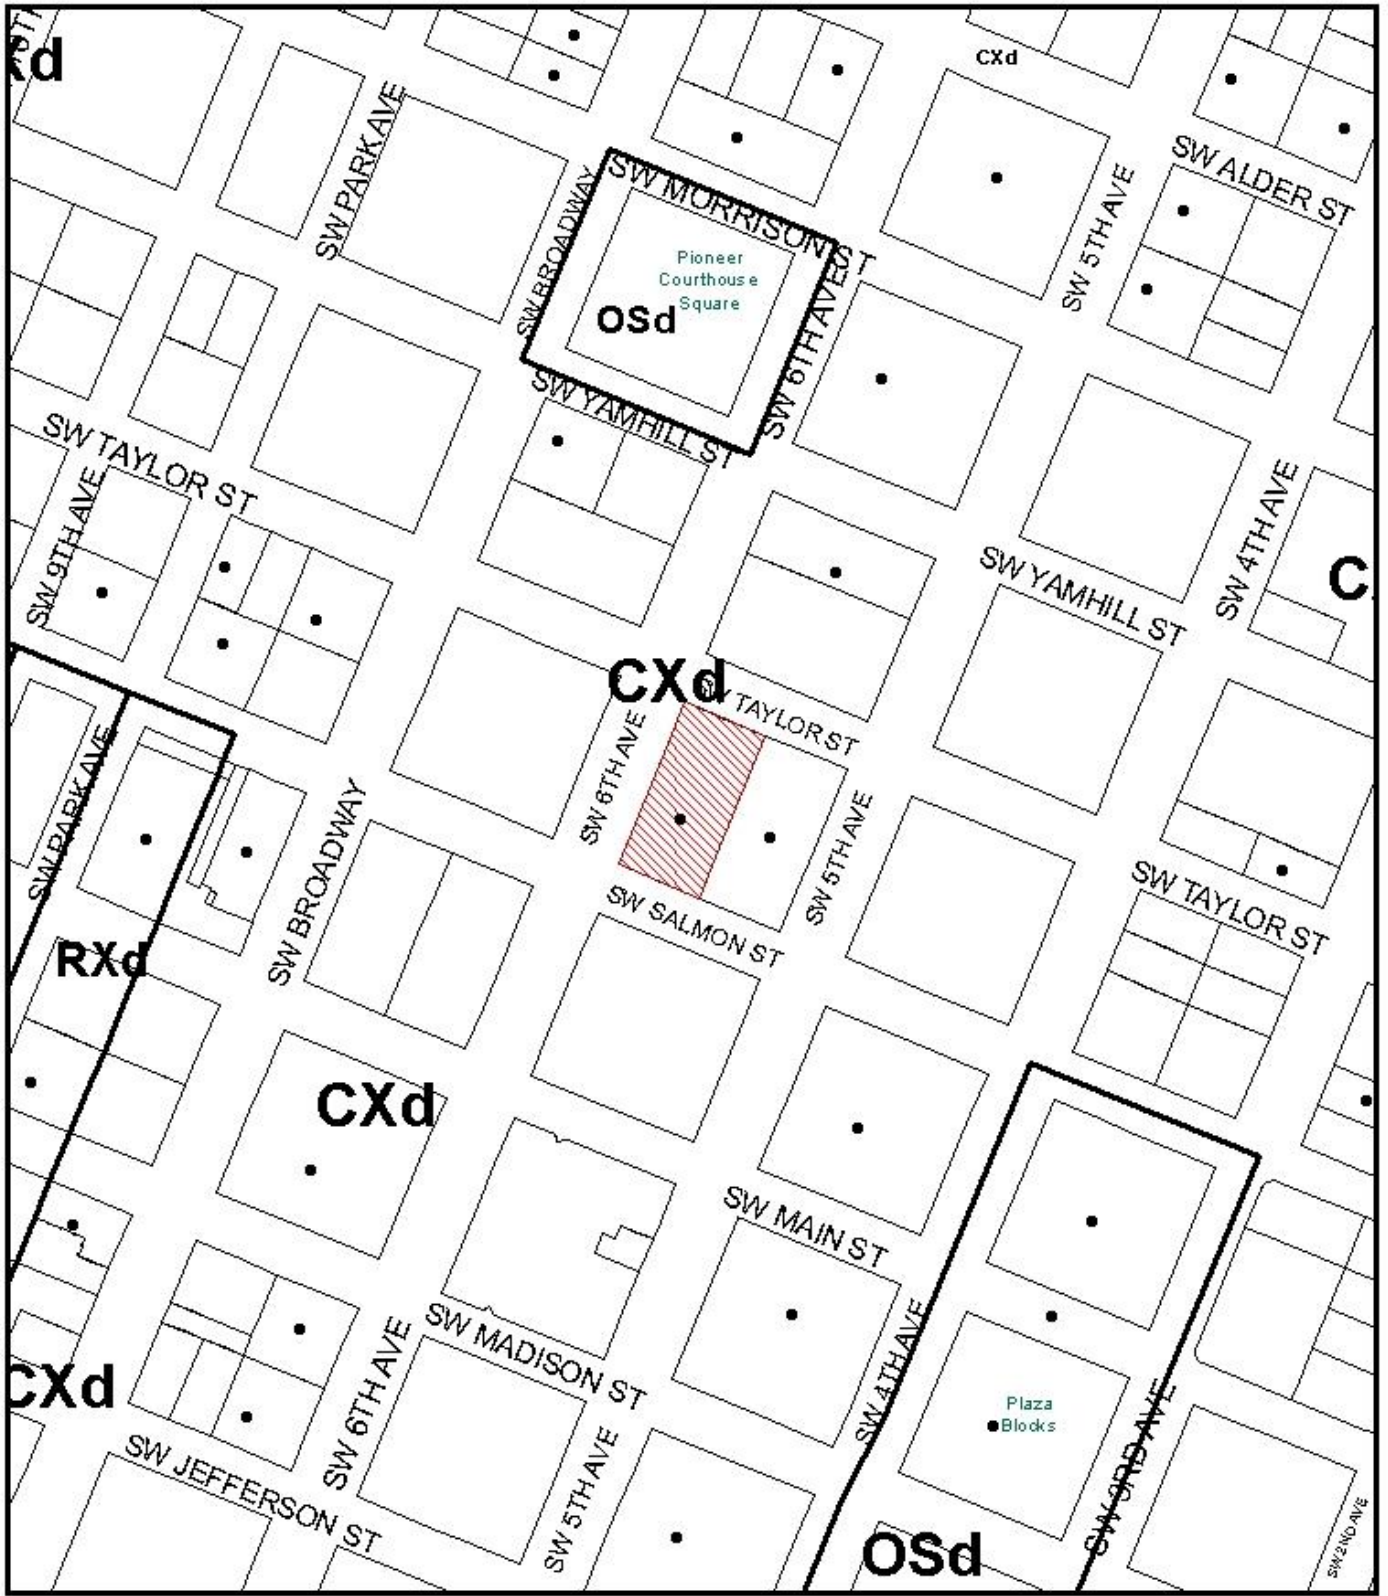 Xd
CXd
SW PARK AVE
SW ALDER ST
SW MORRISON ST
SW BROADWAY
SW 5TH AVE
Pioneer
Courthouse
Square
OSd
SW 6TH AVE
SW YAMHILL ST
SW TAYLOR ST
SW 9TH AVE
SW 4TH AVE
SW YAMHILL ST
C
CXd
SW TAYLOR ST
SW 6TH AVE
SW PARK AVE
SW BROADWAY
SW 5TH AVE
SW SALMON ST
SW TAYLOR ST
RXd
CXd
SW MAIN ST
SW MADISON ST
SW 4TH AVE
SW 6TH AVE
CXd
Plaza
Blocks
SW 3RD AVE
SW JEFFERSON ST
SW 5TH AVE
SW 2ND AVE
OSd